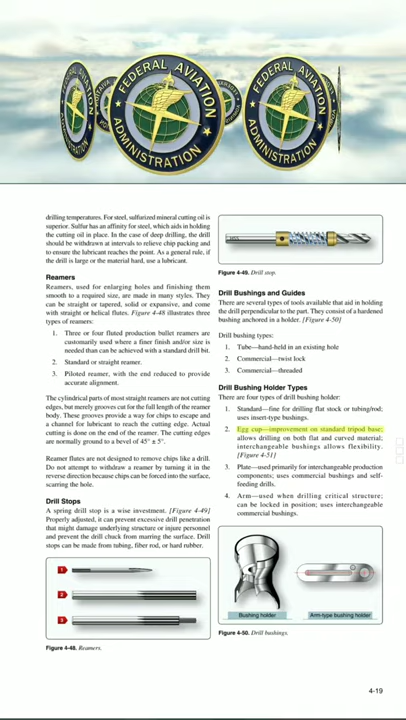 FEDERAL AVIATION
ADMINISTRATION
FEDERAL AVIATION
ADMINISTRATION
drilling temperatures. For steel, sulfurized mineral cutting oil is
superior. Sulfur has an affinity for steel, which aids in holding
the cutting oil in place. In the case of deep drilling, the drill
should be withdrawn at intervals to relieve chip packing and
to ensure the lubricant reaches the point. As a general rule, if
the drill is large or the material hard, use a lubricant.
Reamers
Reamers, used for enlarging holes and finishing them
smooth to a required size, are made in many styles. They
can be straight or tapered, solid or expansive, and come
with straight or helical flutes. Figure 4-48 illustrates three
types of reamers:
1. Three or four fluted production bullet reamers are
customarily used where a finer finish and/or size is
needed than can be achieved with a standard drill bit.
2. Standard or straight reamer.
3. Piloted reamer, with the end reduced to provide
accurate alignment.
The cylindrical parts of most straight reamers are not cutting
edges, but merely grooves cut for the full length of the reamer
body. These grooves provide a way for chips to escape and
a channel for lubricant to reach the cutting edge. Actual
cutting is done on the end of the reamer. The cutting edges
are normally ground to a bevel of 45° ± 5°.
Reamer flutes are not designed to remove chips like a drill.
Do not attempt to withdraw a reamer by turning it in the
reverse direction because chips can be forced into the surface,
scarring the hole.
Drill Stops
A spring drill stop is a wise investment. [Figure 4-49]
Properly adjusted, it can prevent excessive drill penetration
that might damage underlying structure or injure personnel
and prevent the drill chuck from marring the surface. Drill
stops can be made from tubing, fiber rod, or hard rubber.
1
2
3
Figure 4-48. Reamers.
Figure 4-49. Drill stop.
Drill Bushings and Guides
There are several types of tools available that aid in holding
the drill perpendicular to the part. They consist of a hardened
bushing anchored in a holder. [Figure 4-50]
Drill bushing types:
1. Tube—hand-held in an existing hole
2. Commercial—twist lock
3. Commercial—threaded
Drill Bushing Holder Types
There are four types of drill bushing holder:
1. Standard—fine for drilling flat stock or tubing/rod;
uses insert-type bushings.
2. Egg cup—improvement on standard tripod base;
allows drilling on both flat and curved material;
interchangeable bushings allows flexibility.
[Figure 4-51]
3. Plate—used primarily for interchangeable production
components; uses commercial bushings and self-
feeding drills.
4. Arm—used when drilling critical structure;
can be locked in position; uses interchangeable
commercial bushings.
Bushing holder
Arm-type bushing holder
Figure 4-50. Drill bushings.
4-19